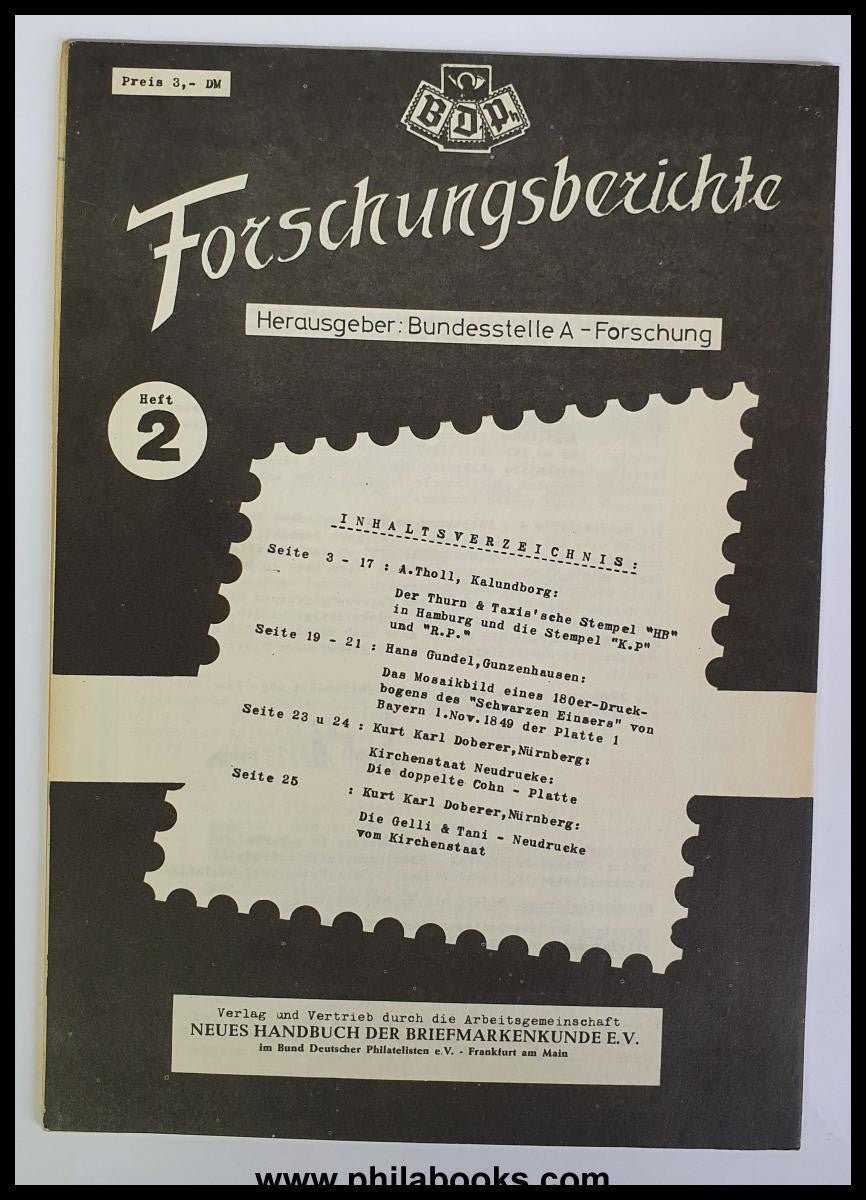 Preis 3,- DM
BDPh
Forschungsberichte
Herausgeber: Bundesstelle A - Forschung
Heft
2
INHALTSVERZEICHNIS:
Seite 3 - 17 : A.Tholl, Kalundborg:
Der Thurn & Taxis'sche Stempel "HB"
in Hamburg und die Stempel "K.P"
und "R.P."
Seite 19 - 21 : Hans Gundel, Gunzenhausen:
Das Mosaikbild eines 180er-Druck-
bogens des "Schwarzen Einsers" von
Bayern 1.Nov.1849 der Platte 1
Seite 23 u 24 : Kurt Karl Doberer, Nürnberg:
Kirchenstaat Neudrucke:
Die doppelte Cohn - Platte
Seite 25 : Kurt Karl Doberer, Nürnberg:
Die Gelli & Tani - Neudrucke
vom Kirchenstaat
Verlag und Vertrieb durch die Arbeitsgemeinschaft
NEUES HANDBUCH DER BRIEFMARKENKUNDE E.V.
im Bund Deutscher Philatelisten e.V. - Frankfurt am Main
www.philabooks.com